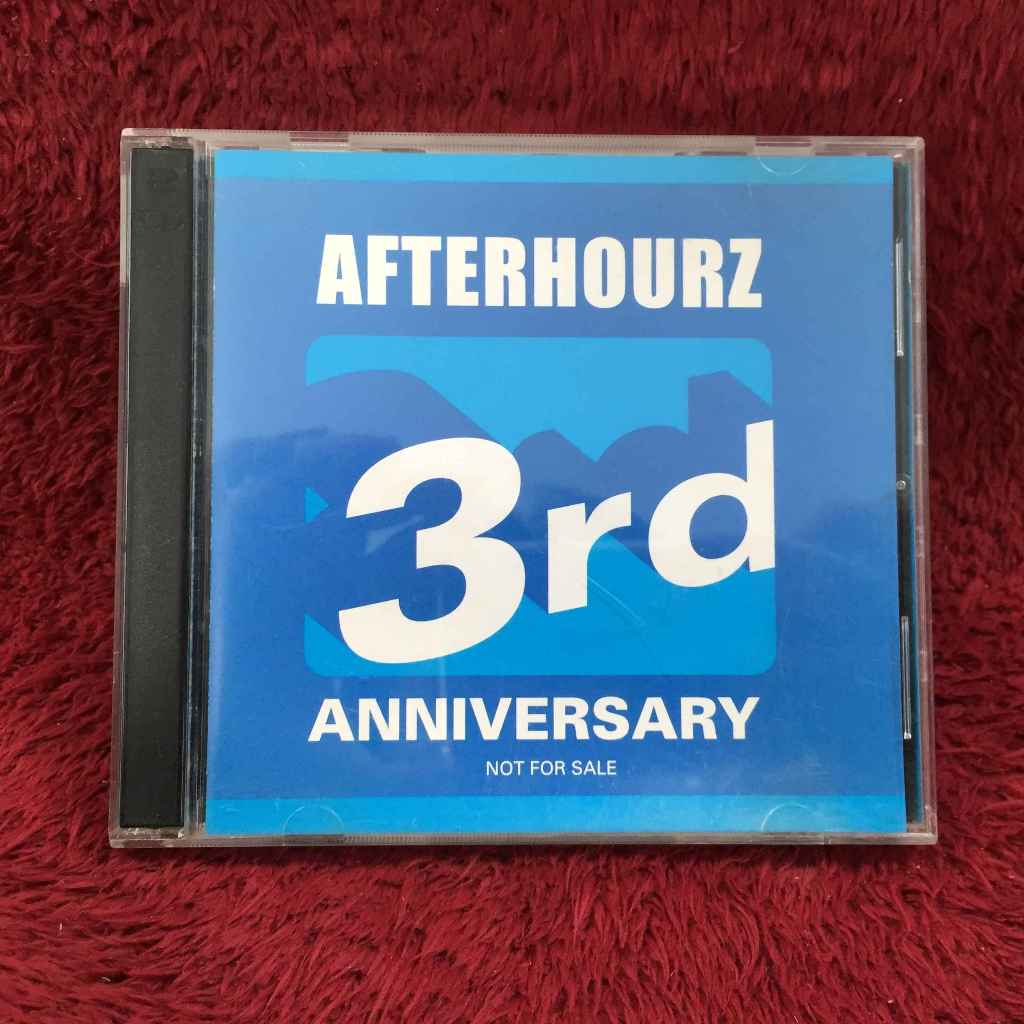 AFTERHOURZ
3rd
ANNIVERSARY
NOT FOR SALE